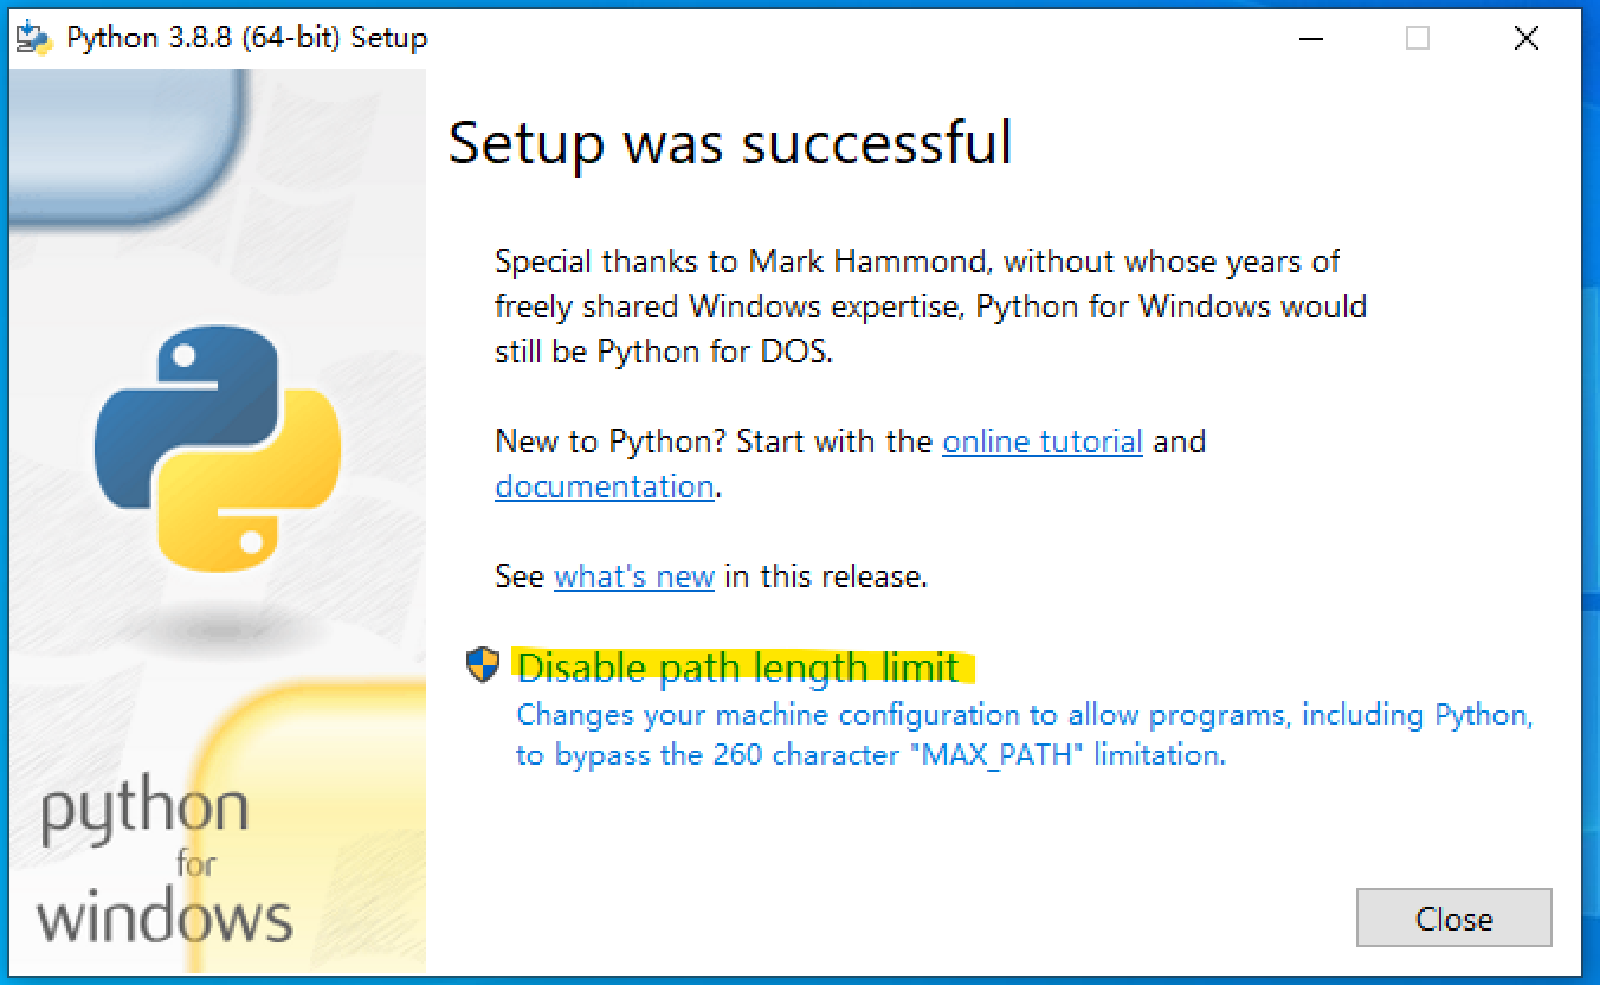 Python 3.8.8 (64-bit) Setup
Setup was successful
Special thanks to Mark Hammond, without whose years of
freely shared Windows expertise, Python for Windows would
still be Python for DOS.
New to Python? Start with the online tutorial and
documentation.
See what's new in this release.
Disable path length limit
Changes your machine configuration to allow programs, including Python,
to bypass the 260 character "MAX_PATH" limitation.
python
for
windows
Close